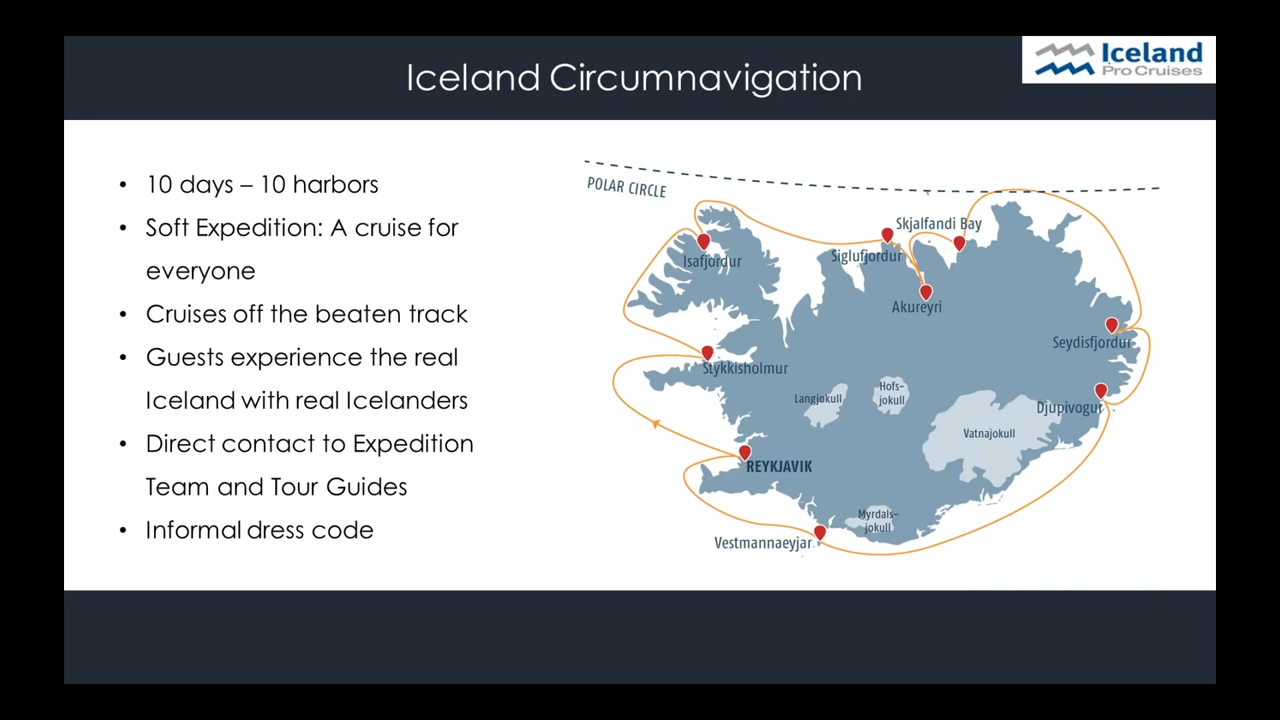 Iceland Circumnavigation
Iceland
Pro Cruises
• 10 days – 10 harbors
• Soft Expedition: A cruise for
everyone
• Cruises off the beaten track
• Guests experience the real
Iceland with real Icelanders
• Direct contact to Expedition
Team and Tour Guides
• Informal dress code
POLAR CIRCLE
Skjalfandi Bay
Isafjordur
Siglufjordur
Akureyri
Seydisfjordur
Stykkisholmur
Langjokull
Hofs-
jokull
Djupivogur
Vatnajokull
REYKJAVIK
Myrdals-
jokull
Vestmannaeyjar